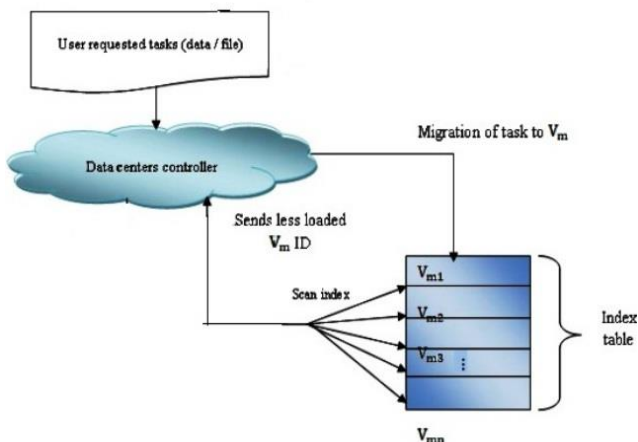 User requested tasks (data / file)
Data centers controller
Migration of task to Vm
Sends less loaded
Vm ID
Scan index
Vm1
Vm2
Vm3
⋮
Vmn
Index
table